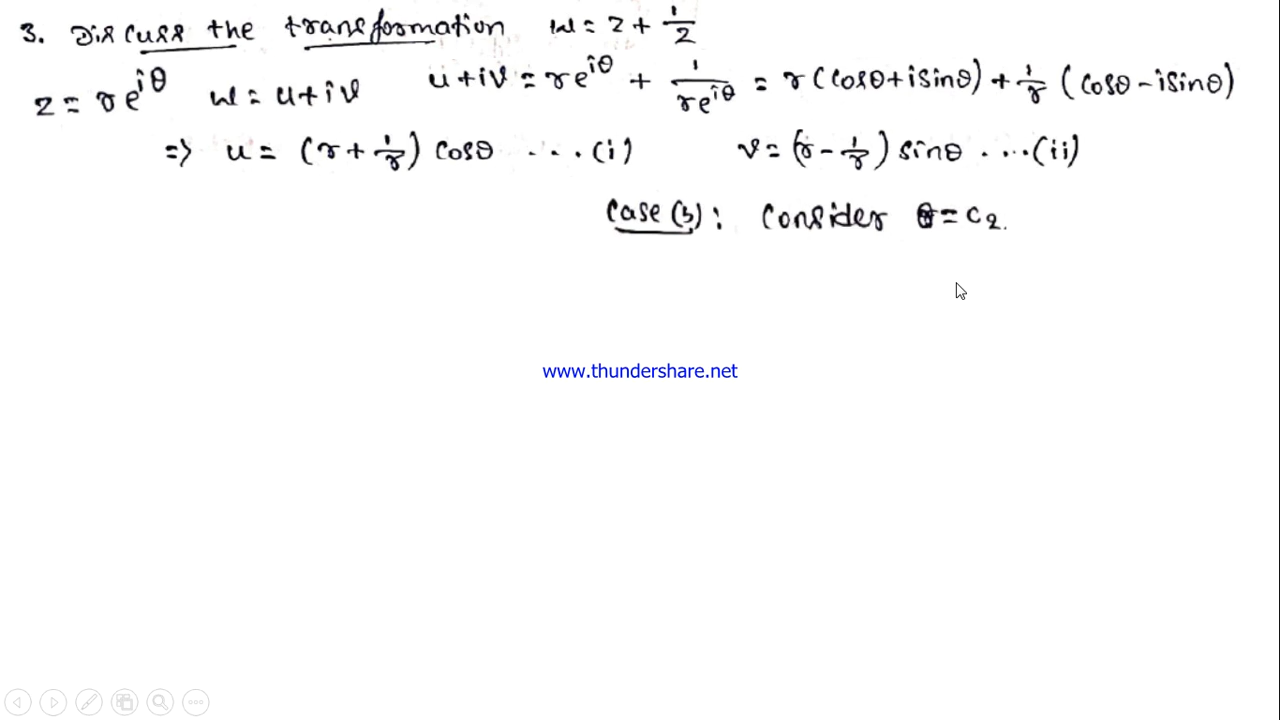 3. Discuss the transformation w = z + 1/z
z = re^{iθ} w = u+iv u+iv = re^{iθ} + 1/re^{iθ} = r(cosθ+isinθ) + 1/r (cosθ-isinθ)
=> u = (r + 1/r) cosθ ....(i) v = (r - 1/r) sinθ ....(ii)
Case (3): Consider θ = c₂.
www.thundershare.net